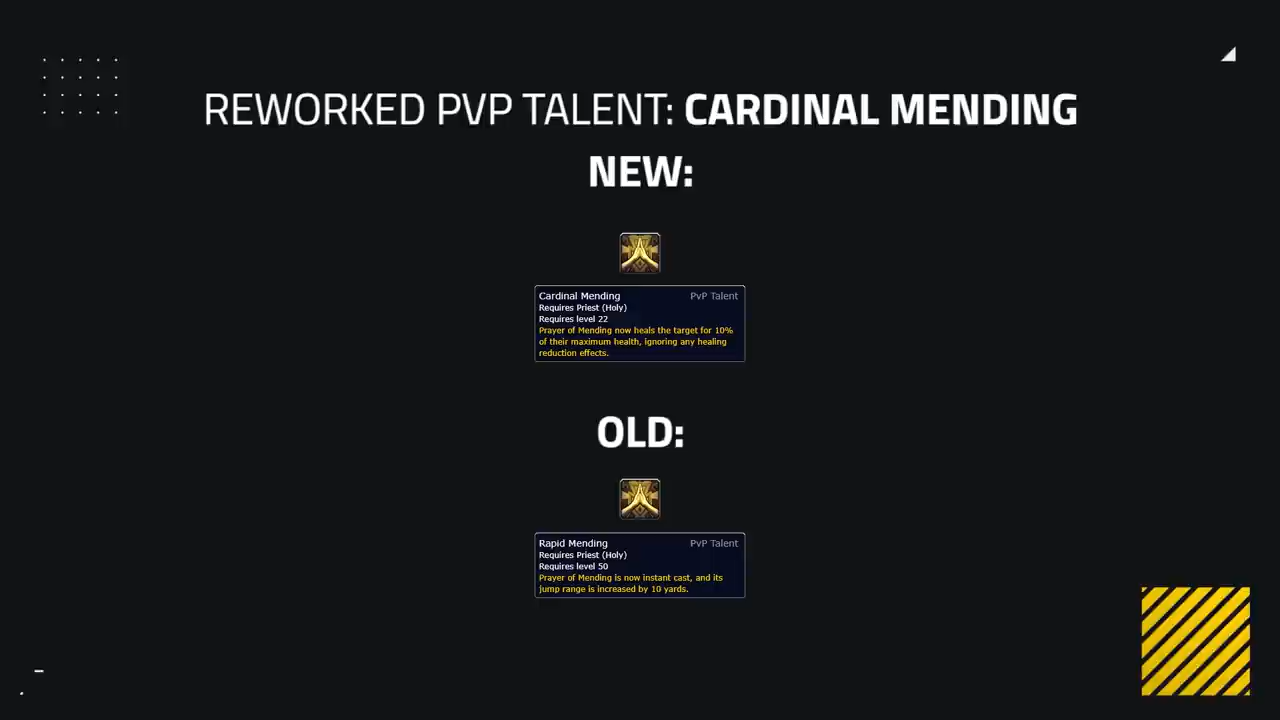 REWORKED PVP TALENT: CARDINAL MENDING
NEW:
Cardinal Mending PvP Talent
Requires Priest (Holy)
Requires level 22
Prayer of Mending now heals the target for 10%
of their maximum health, ignoring any healing
reduction effects.
OLD:
Rapid Mending PvP Talent
Requires Priest (Holy)
Requires level 50
Prayer of Mending is now instant cast, and its
jump range is increased by 10 yards.